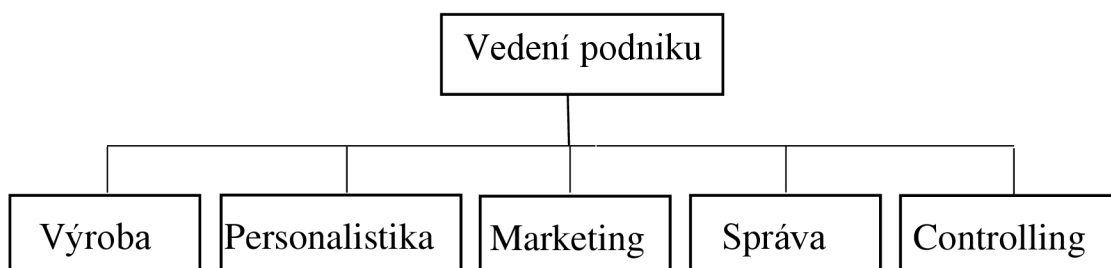 Vedení podniku
Výroba
Personalistika
Marketing
Správa
Controlling